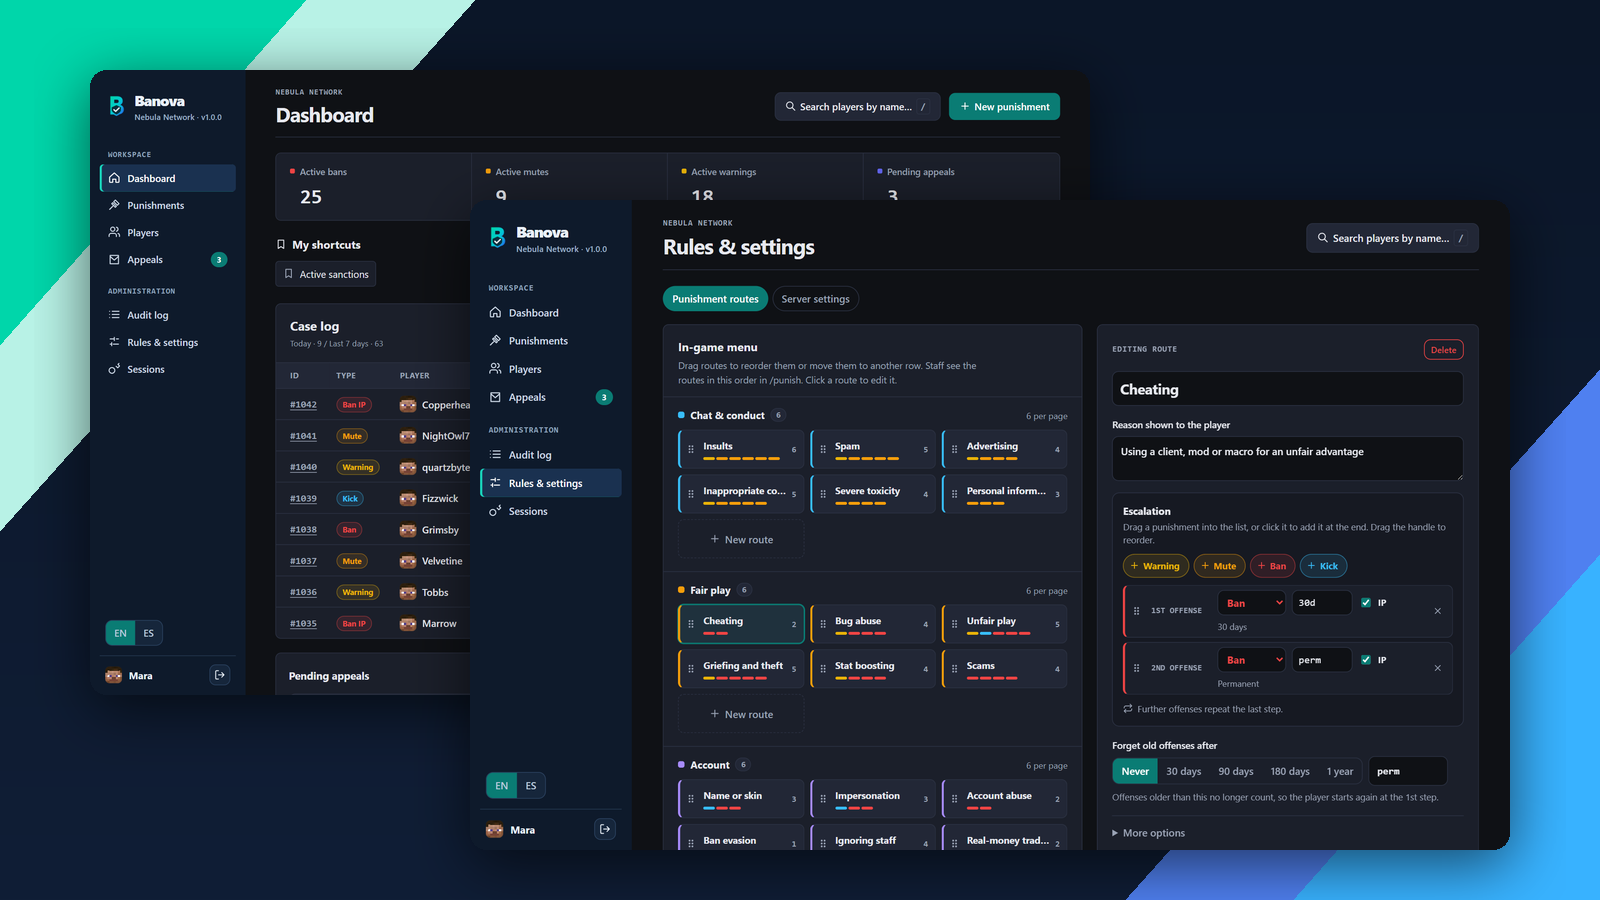 Banova
Nebula Network · v1.0.0
WORKSPACE
Dashboard
Punishments
Players
Appeals 3
ADMINISTRATION
Audit log
Rules & settings
Sessions
EN ES
Mara
NEBULA NETWORK
Dashboard
Search players by name... /
+ New punishment
Active bans
25
Active mutes
9
Active warnings
18
Pending appeals
3
My shortcuts
Active sanctions
Case log
Today · 9 / Last 7 days · 63
ID TYPE PLAYER
#1042 Ban IP Copperhea
#1041 Mute NightOwl7
#1040 Warning quartzbyte
#1039 Kick Fizzwick
#1038 Ban Grimsby
#1037 Mute Velvetine
#1036 Warning Tobbs
#1035 Ban IP Marrow
Pending appeals
Banova
Nebula Network · v1.0.0
WORKSPACE
Dashboard
Punishments
Players
Appeals 3
ADMINISTRATION
Audit log
Rules & settings
Sessions
EN ES
Mara
NEBULA NETWORK
Rules & settings
Search players by name... /
Punishment routes Server settings
In-game menu
Drag routes to reorder them or move them to another row. Staff see the
routes in this order in /punish. Click a route to edit it.
Chat & conduct 6 6 per page
Insults 6 Spam 5 Advertising 4
Inappropriate co... 5 Severe toxicity 4 Personal inform... 3
+ New route
Fair play 6 6 per page
Cheating 2 Bug abuse 4 Unfair play 5
Griefing and theft 5 Stat boosting 4 Scams 4
+ New route
Account 6 6 per page
Name or skin 3 Impersonation 3 Account abuse 2
Ban evasion 1 Ignoring staff 4 Real-money trad... 2
EDITING ROUTE Delete
Cheating
Reason shown to the player
Using a client, mod or macro for an unfair advantage
Escalation
Drag a punishment into the list, or click it to add it at the end. Drag the handle to
reorder.
+ Warning + Mute + Ban + Kick
1ST OFFENSE Ban 30d IP
30 days
2ND OFFENSE Ban perm IP
Permanent
Further offenses repeat the last step.
Forget old offenses after
Never 30 days 90 days 180 days 1 year perm
Offenses older than this no longer count, so the player starts again at the 1st step.
More options